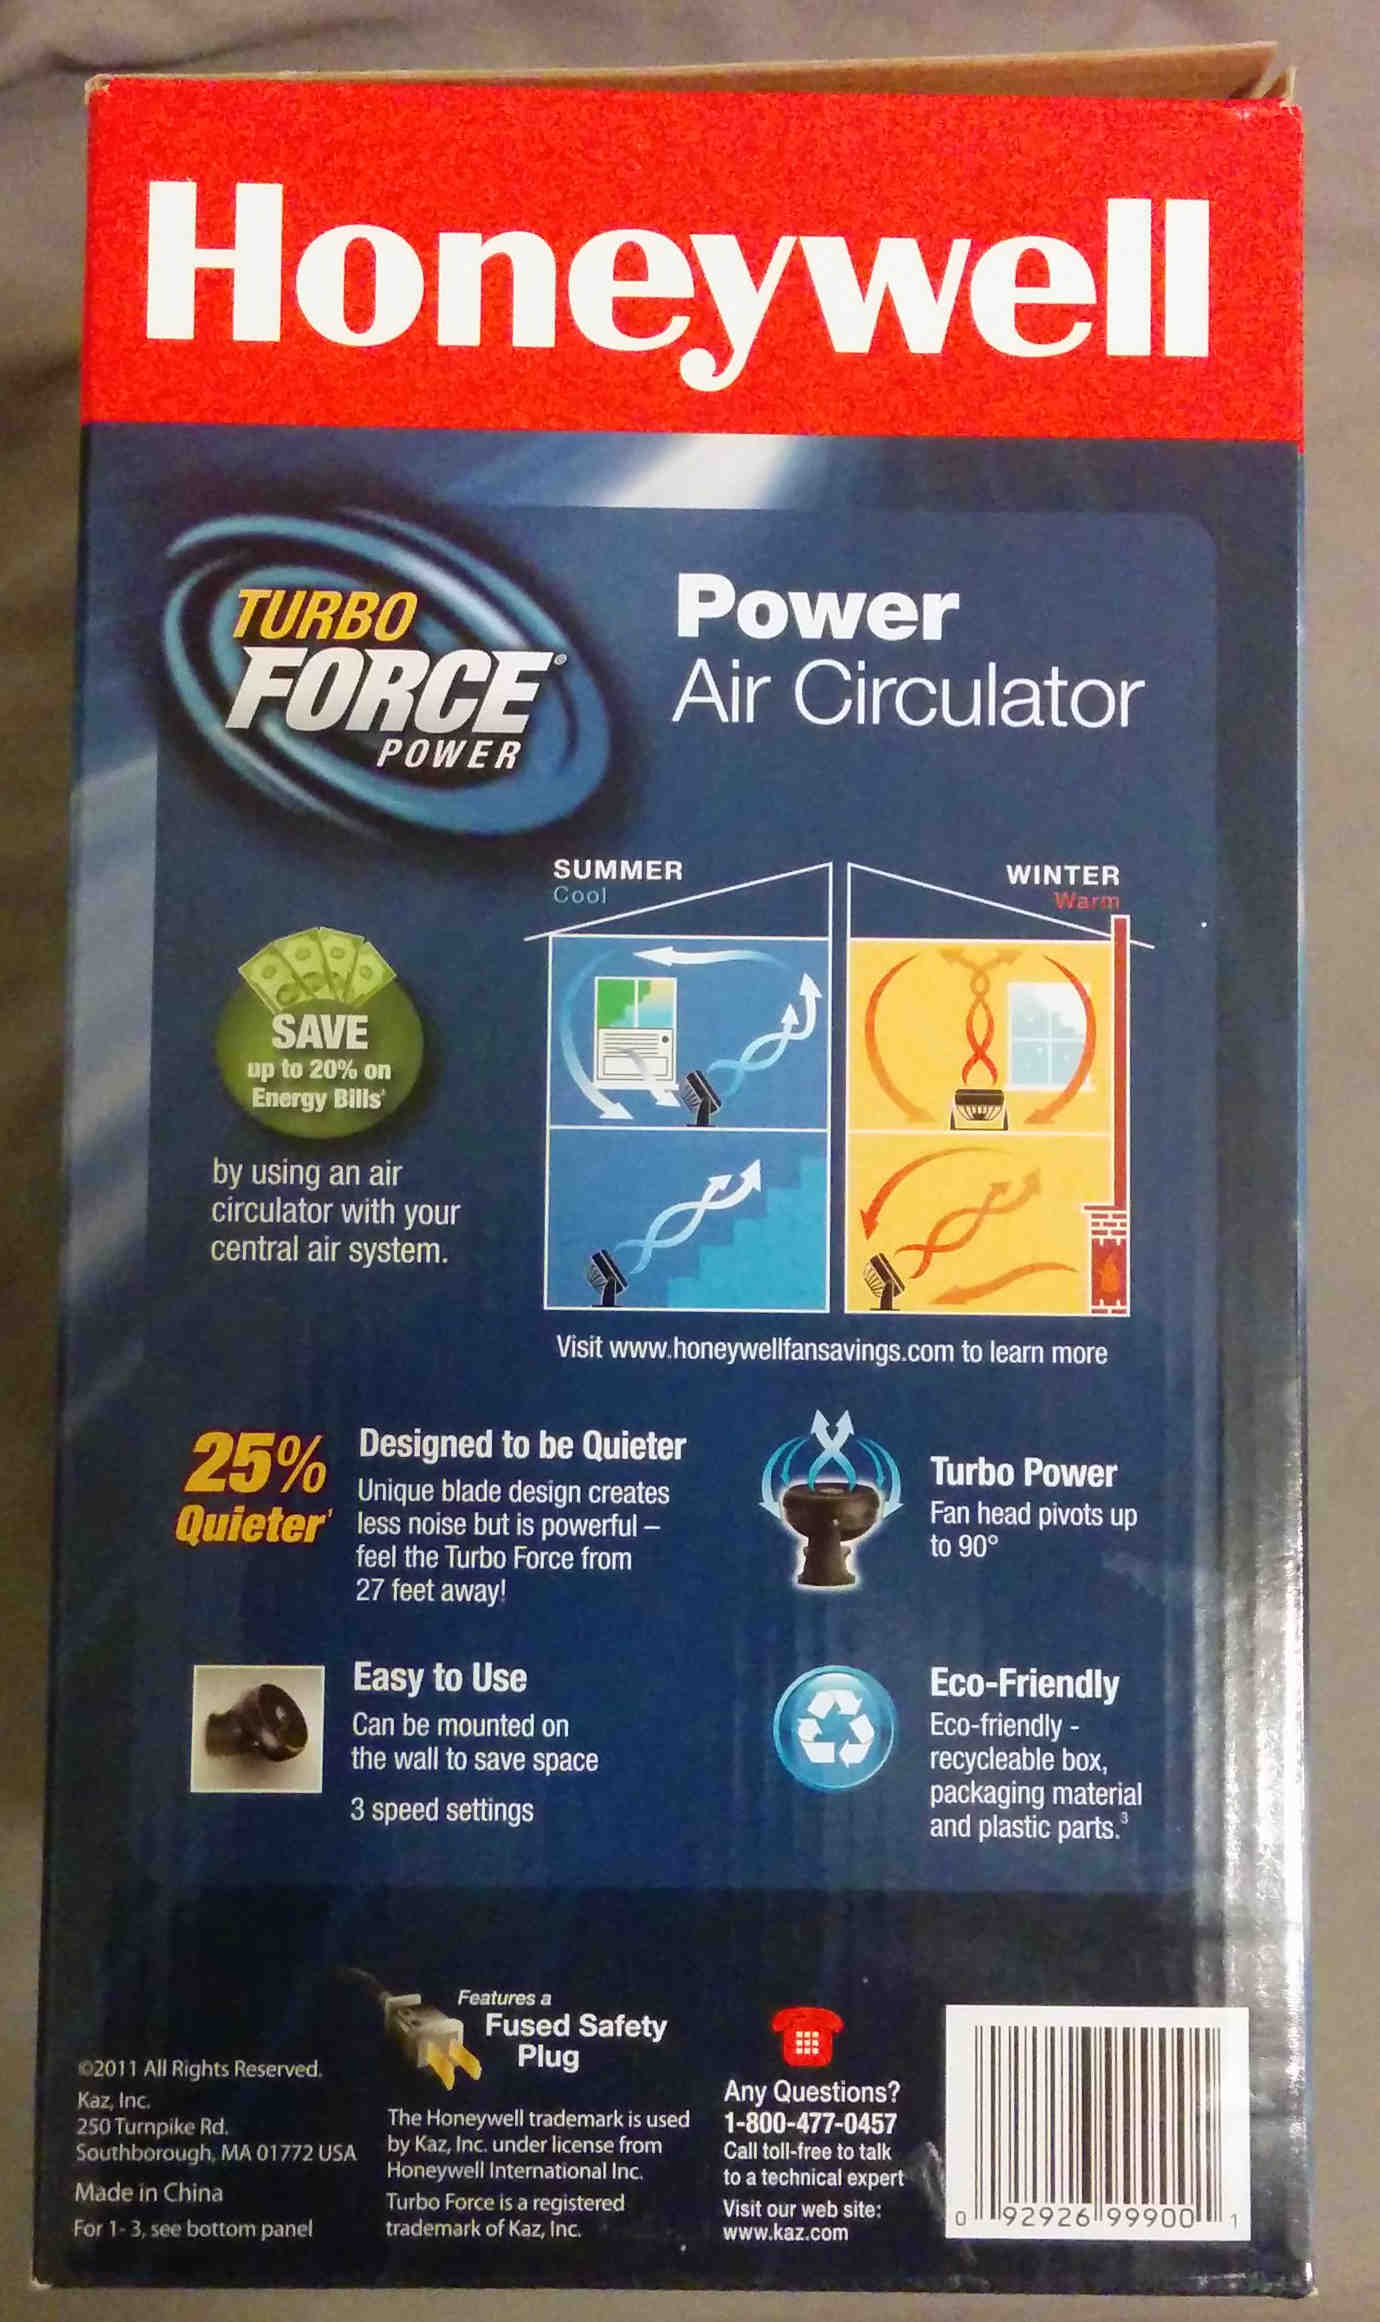 Honeywell
TURBO
FORCE®
POWER
Power
Air Circulator
SUMMER
Cool
WINTER
Warm
SAVE
up to 20% on
Energy Bills
by using an air
circulator with your
central air system.
Visit www.honeywellfansavings.com to learn more
25%
Quieter¹
Designed to be Quieter
Unique blade design creates
less noise but is powerful –
feel the Turbo Force from
27 feet away!
Turbo Power
Fan head pivots up
to 90°
Easy to Use
Can be mounted on
the wall to save space
3 speed settings
Eco-Friendly
Eco-friendly -
recycleable box,
packaging material
and plastic parts.³
©2011 All Rights Reserved.
Kaz, Inc.
250 Turnpike Rd.
Southborough, MA 01772 USA
Made in China
For 1- 3, see bottom panel
Features a
Fused Safety
Plug
The Honeywell trademark is used
by Kaz, Inc. under license from
Honeywell International Inc.
Turbo Force is a registered
trademark of Kaz, Inc.
Any Questions?
1-800-477-0457
Call toll-free to talk
to a technical expert
Visit our web site:
www.kaz.com
0 92926 99900 1